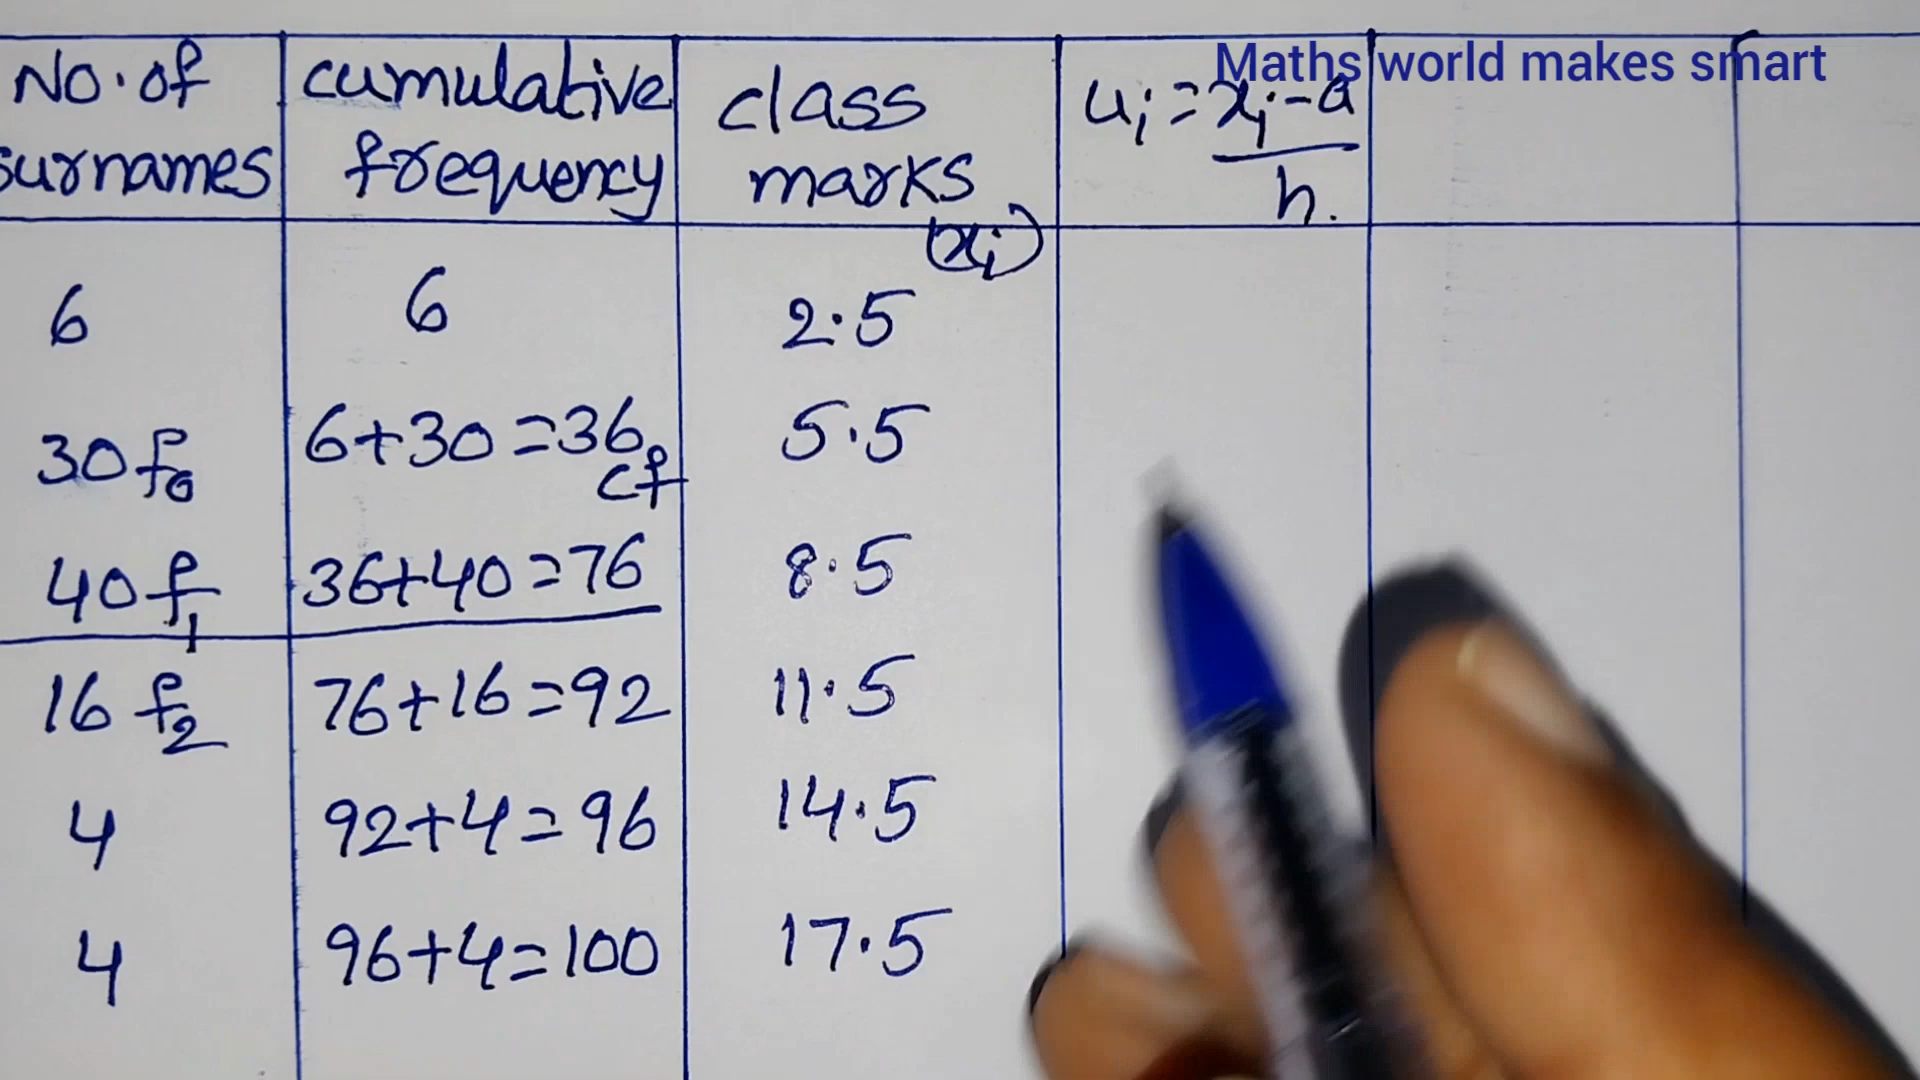 Maths world makes smart
No. of surnames | cumulative frequency | class marks (xi) | ui = xi - a / h.
6 | 6 | 2.5
30 f0 | 6+30=36 cf | 5.5
40 f1 | 36+40=76 | 8.5
16 f2 | 76+16=92 | 11.5
4 | 92+4=96 | 14.5
4 | 96+4=100 | 17.5